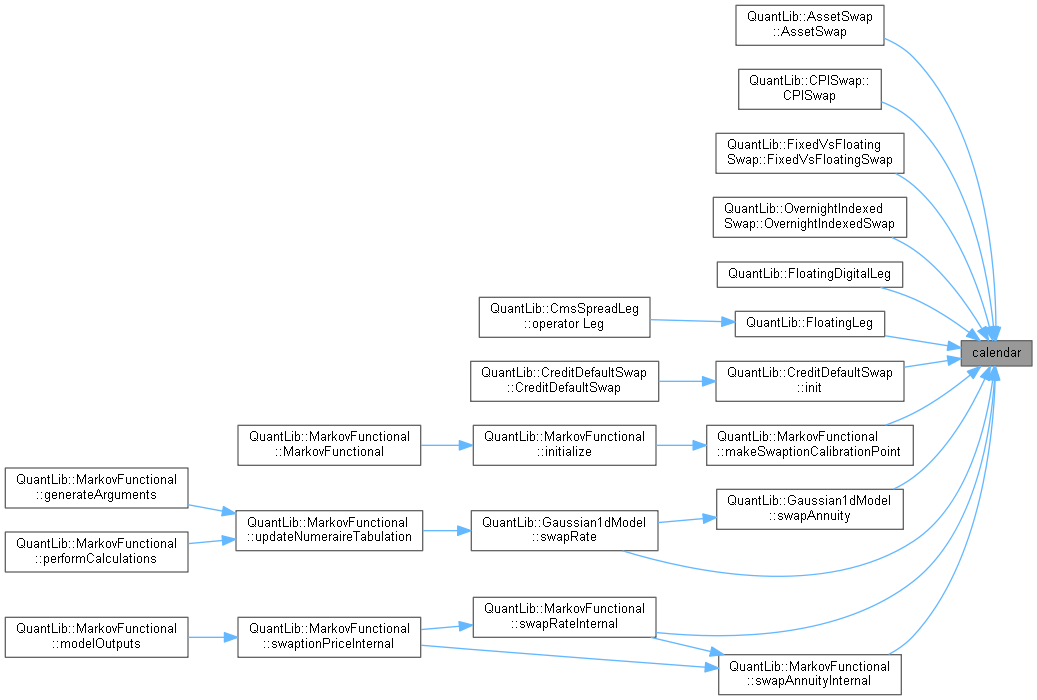 QuantLib::AssetSwap
::AssetSwap
QuantLib::CPISwap::
CPISwap
QuantLib::FixedVsFloating
Swap::FixedVsFloatingSwap
QuantLib::OvernightIndexed
Swap::OvernightIndexedSwap
QuantLib::FloatingDigitalLeg
QuantLib::CmsSpreadLeg
::operator Leg
QuantLib::FloatingLeg
calendar
QuantLib::CreditDefaultSwap
::CreditDefaultSwap
QuantLib::CreditDefaultSwap
::init
QuantLib::MarkovFunctional
::MarkovFunctional
QuantLib::MarkovFunctional
::initialize
QuantLib::MarkovFunctional
::makeSwaptionCalibrationPoint
QuantLib::MarkovFunctional
::generateArguments
QuantLib::MarkovFunctional
::performCalculations
QuantLib::MarkovFunctional
::updateNumeraireTabulation
QuantLib::Gaussian1dModel
::swapRate
QuantLib::Gaussian1dModel
::swapAnnuity
QuantLib::MarkovFunctional
::modelOutputs
QuantLib::MarkovFunctional
::swaptionPriceInternal
QuantLib::MarkovFunctional
::swapRateInternal
QuantLib::MarkovFunctional
::swapAnnuityInternal